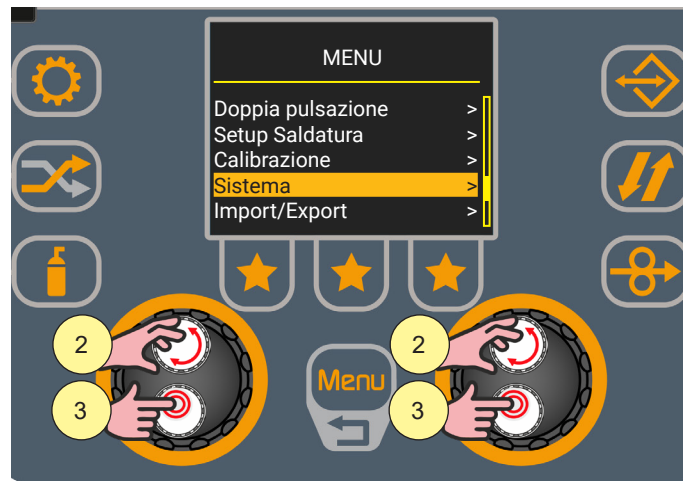 MENU
Doppia pulsazione >
Setup Saldatura >
Calibrazione >
Sistema >
Import/Export >
2
2
3
Menu
3